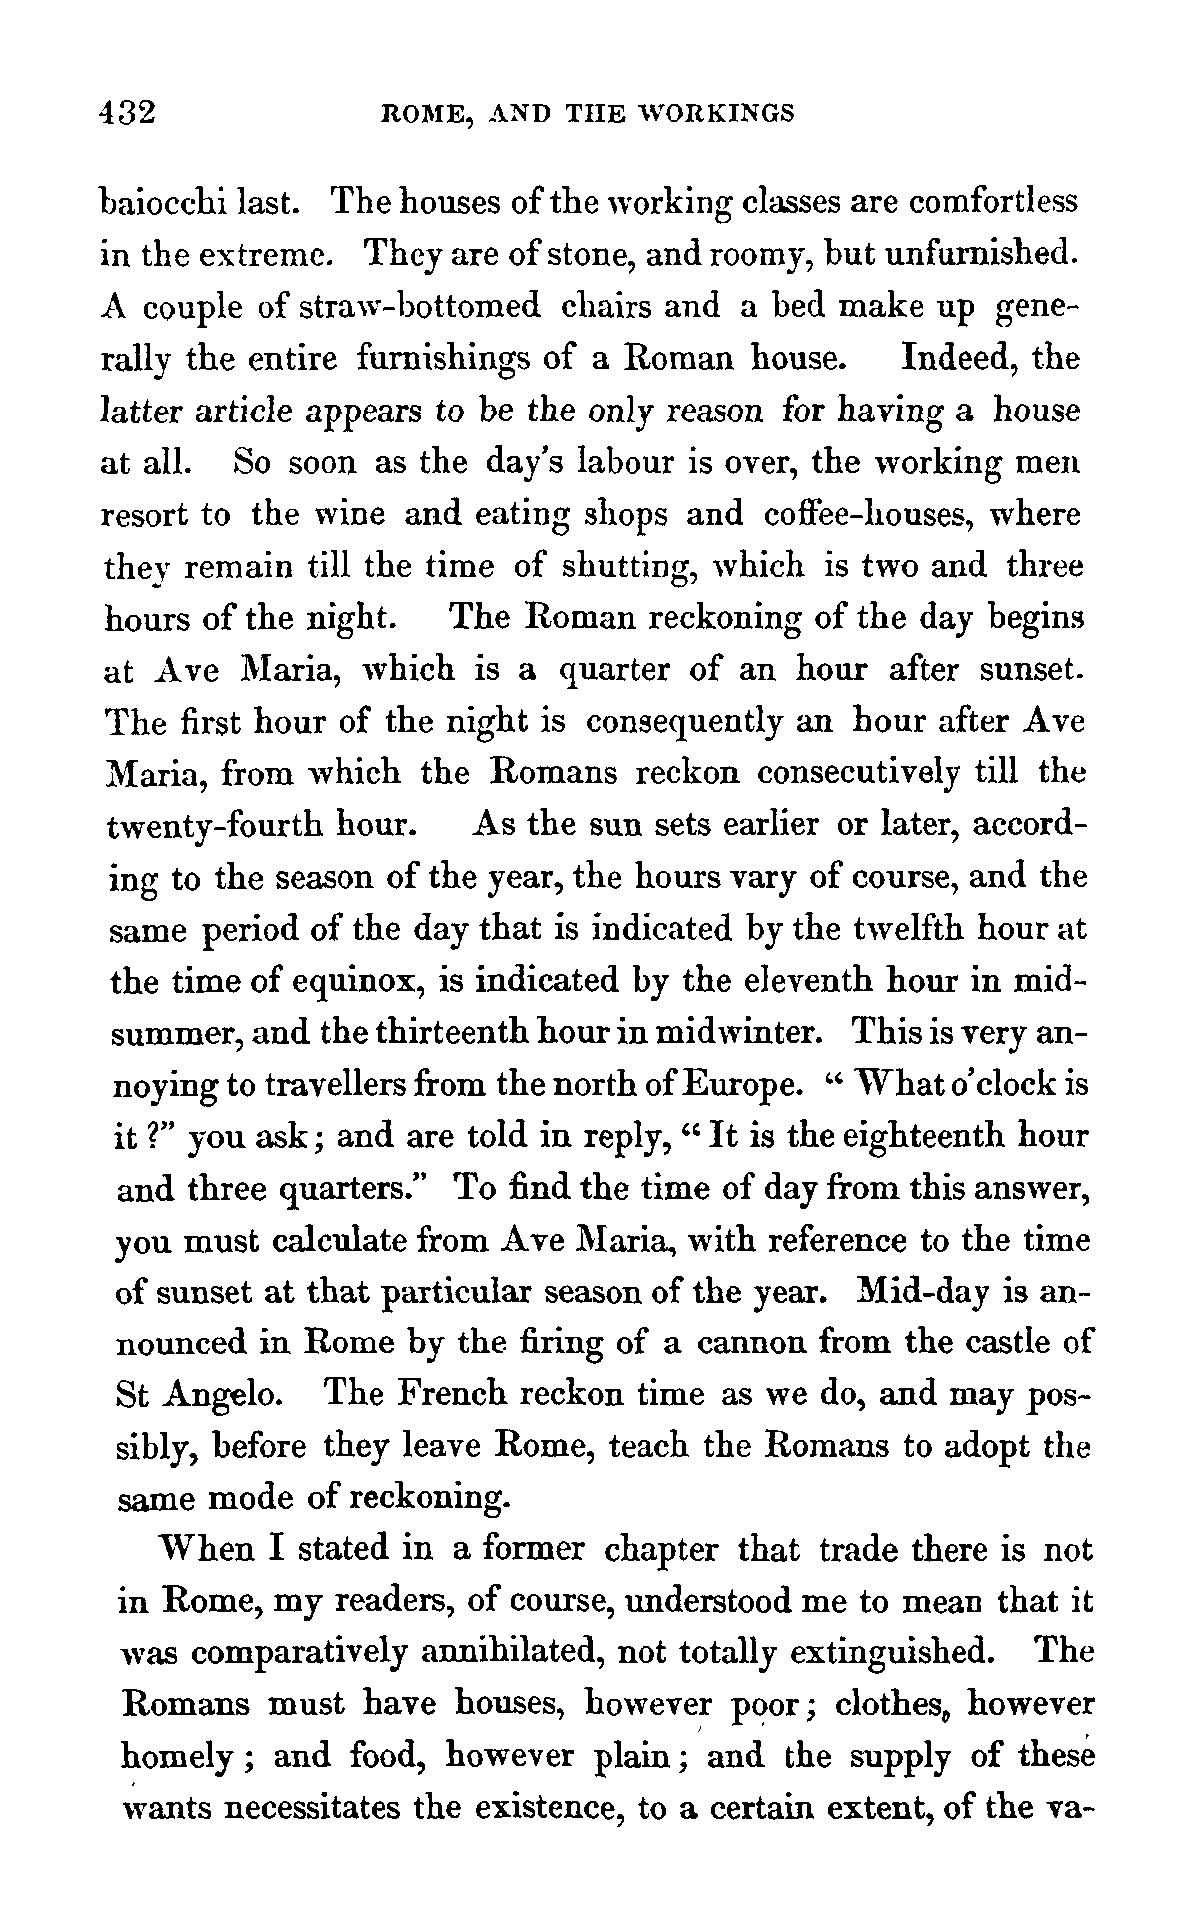 432 ROME, AND THE WORKINGS
baiocchi last. The houses of the working classes are comfortless
in the extreme. They are of stone, and roomy, but unfurnished.
A couple of straw-bottomed chairs and a bed make up gene-
rally the entire furnishings of a Roman house. Indeed, the
latter article appears to be the only reason for having a house
at all. So soon as the day's labour is over, the working men
resort to the wine and eating shops and coffee-houses, where
they remain till the time of shutting, which is two and three
hours of the night. The Roman reckoning of the day begins
at Ave Maria, which is a quarter of an hour after sunset.
The first hour of the night is consequently an hour after Ave
Maria, from which the Romans reckon consecutively till the
twenty-fourth hour. As the sun sets earlier or later, accord-
ing to the season of the year, the hours vary of course, and the
same period of the day that is indicated by the twelfth hour at
the time of equinox, is indicated by the eleventh hour in mid-
summer, and the thirteenth hour in midwinter. This is very an-
noying to travellers from the north of Europe. "What o'clock is
it?" you ask; and are told in reply, "It is the eighteenth hour
and three quarters." To find the time of day from this answer,
you must calculate from Ave Maria, with reference to the time
of sunset at that particular season of the year. Mid-day is an-
nounced in Rome by the firing of a cannon from the castle of
St Angelo. The French reckon time as we do, and may pos-
sibly, before they leave Rome, teach the Romans to adopt the
same mode of reckoning.
When I stated in a former chapter that trade there is not
in Rome, my readers, of course, understood me to mean that it
was comparatively annihilated, not totally extinguished. The
Romans must have houses, however poor; clothes, however
homely; and food, however plain; and the supply of these
wants necessitates the existence, to a certain extent, of the va-